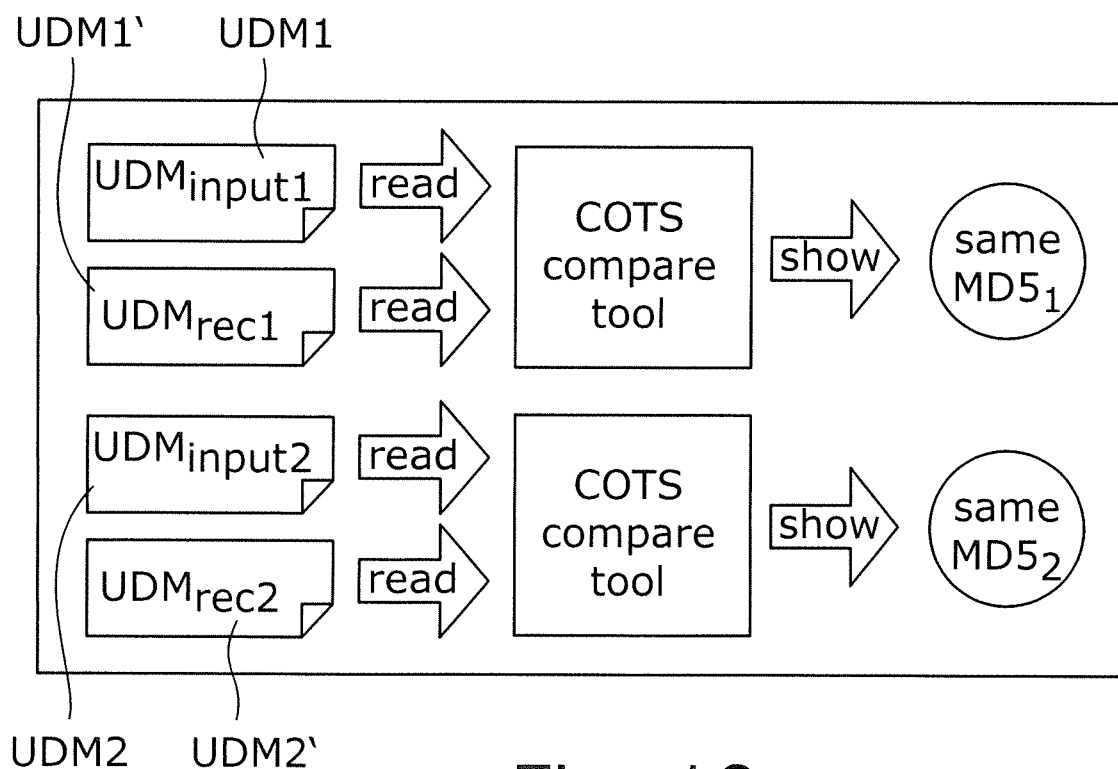 UDM1‘ UDM1
UDMinput1 read
UDMrec1 read
COTS
compare
tool
show
same
MD51
UDMinput2 read
UDMrec2 read
COTS
compare
tool
show
same
MD52
UDM2 UDM2‘